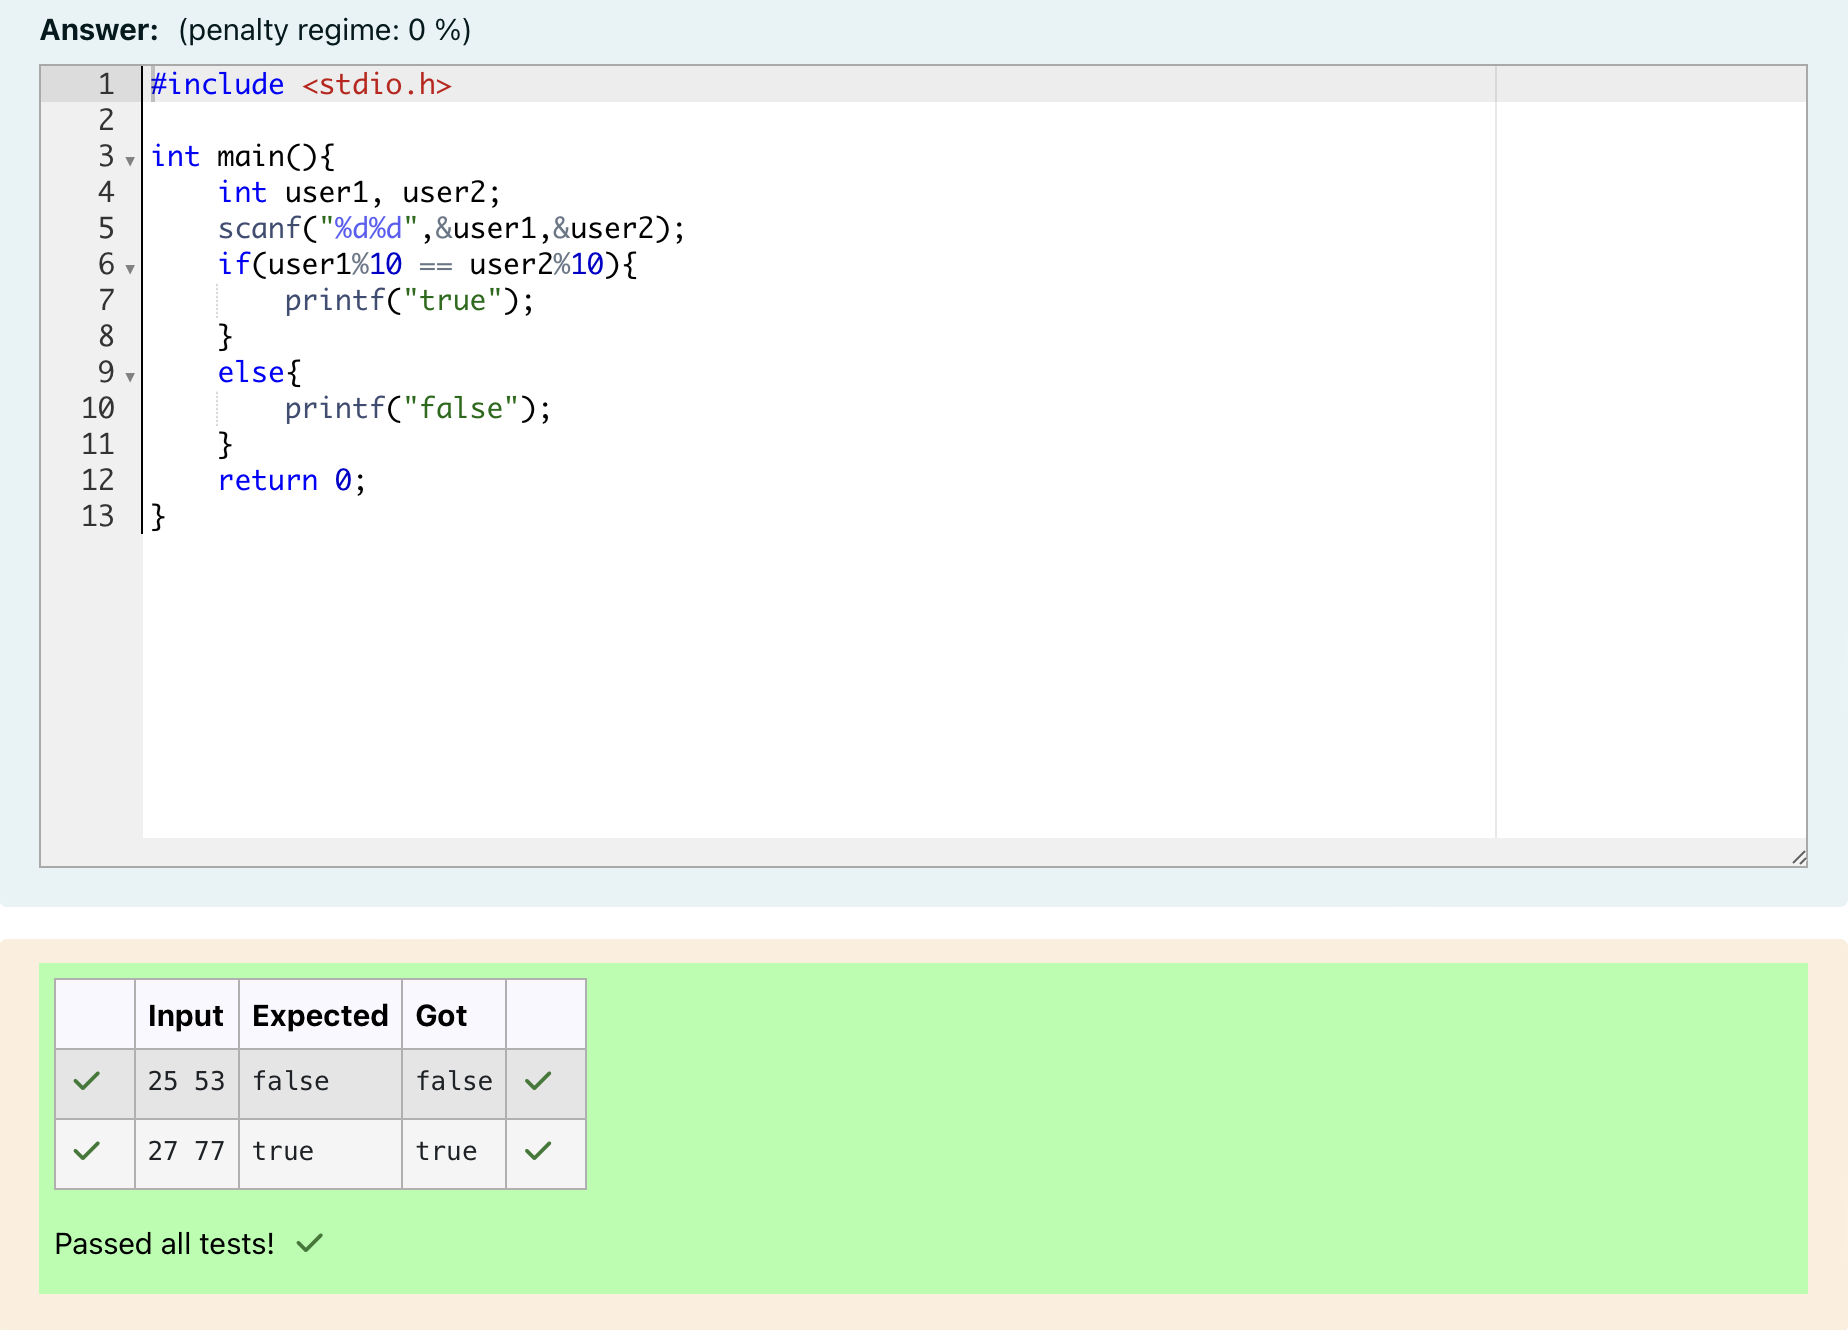 Answer: (penalty regime: 0 %)
1 #include <stdio.h>
2
3 int main(){
4     int user1, user2;
5     scanf("%d%d",&user1,&user2);
6     if(user1%10 == user2%10){
7         printf("true");
8     }
9     else{
10         printf("false");
11     }
12     return 0;
13 }
Input Expected Got
25 53 false false
27 77 true true
Passed all tests!